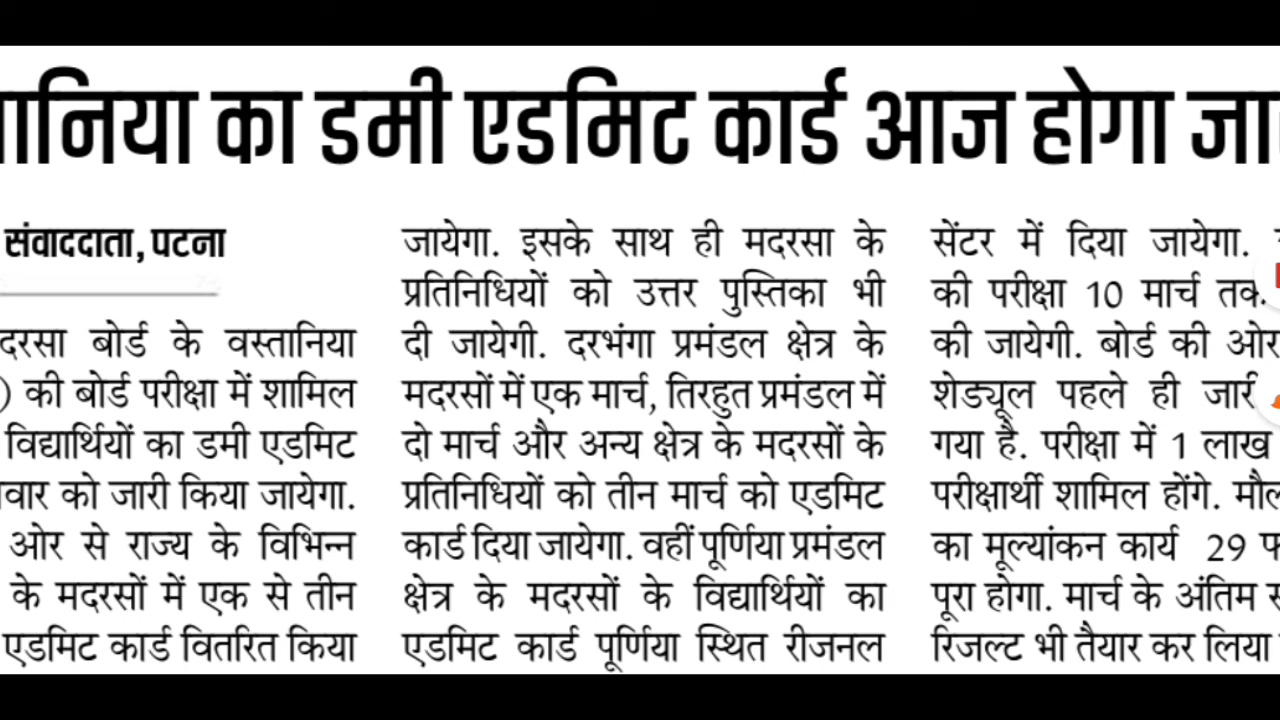 का डमी एडमिट कार्ड आज होगा
संवाददाता, पटना
बोर्ड के वस्तानिया
की बोर्ड परीक्षा में शामिल
विद्यार्थियों का डमी एडमिट
को जारी किया जायेगा.
ओर से राज्य के विभिन्न
के मदरसों में एक से तीन
एडमिट कार्ड वितरित किया
जायेगा. इसके साथ ही मदरसा के
प्रतिनिधियों को उत्तर पुस्तिका भी
दी जायेगी. दरभंगा प्रमंडल क्षेत्र के
मदरसों में एक मार्च, तिरहुत प्रमंडल में
दो मार्च और अन्य क्षेत्र के मदरसों के
प्रतिनिधियों को तीन मार्च को एडमिट
कार्ड दिया जायेगा. वहीं पूर्णिया प्रमंडल
क्षेत्र के मदरसों के विद्यार्थियों का
एडमिट कार्ड पूर्णिया स्थित रीजनल
सेंटर में दिया जायेगा.
की परीक्षा 10 मार्च तक
की जायेगी. बोर्ड की ओर
शेड्यूल पहले ही
गया है. परीक्षा में 1 लाख
परीक्षार्थी शामिल होंगे.
का मूल्यांकन कार्य 29
पूरा होगा. मार्च के अंतिम
रिजल्ट भी तैयार कर लिया